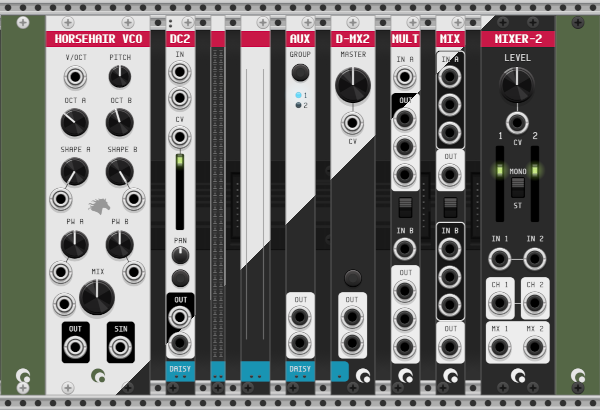 HORSEHAIR VCO
V/OCT PITCH
OCT A OCT B
SHAPE A SHAPE B
PW A PW B
MIX
OUT SIN
DC2
IN
CV
PAN
OUT
DAISY
AUX
GROUP
1
2
OUT
DAISY
D-MX2
MASTER
CV
OUT
MULT
IN A
OUT
IN B
OUT
MIX
IN A
OUT
IN B
OUT
MIXER-2
LEVEL
CV
1 2
MONO
ST
IN 1 IN 2
CH 1 CH 2
MX 1 MX 2